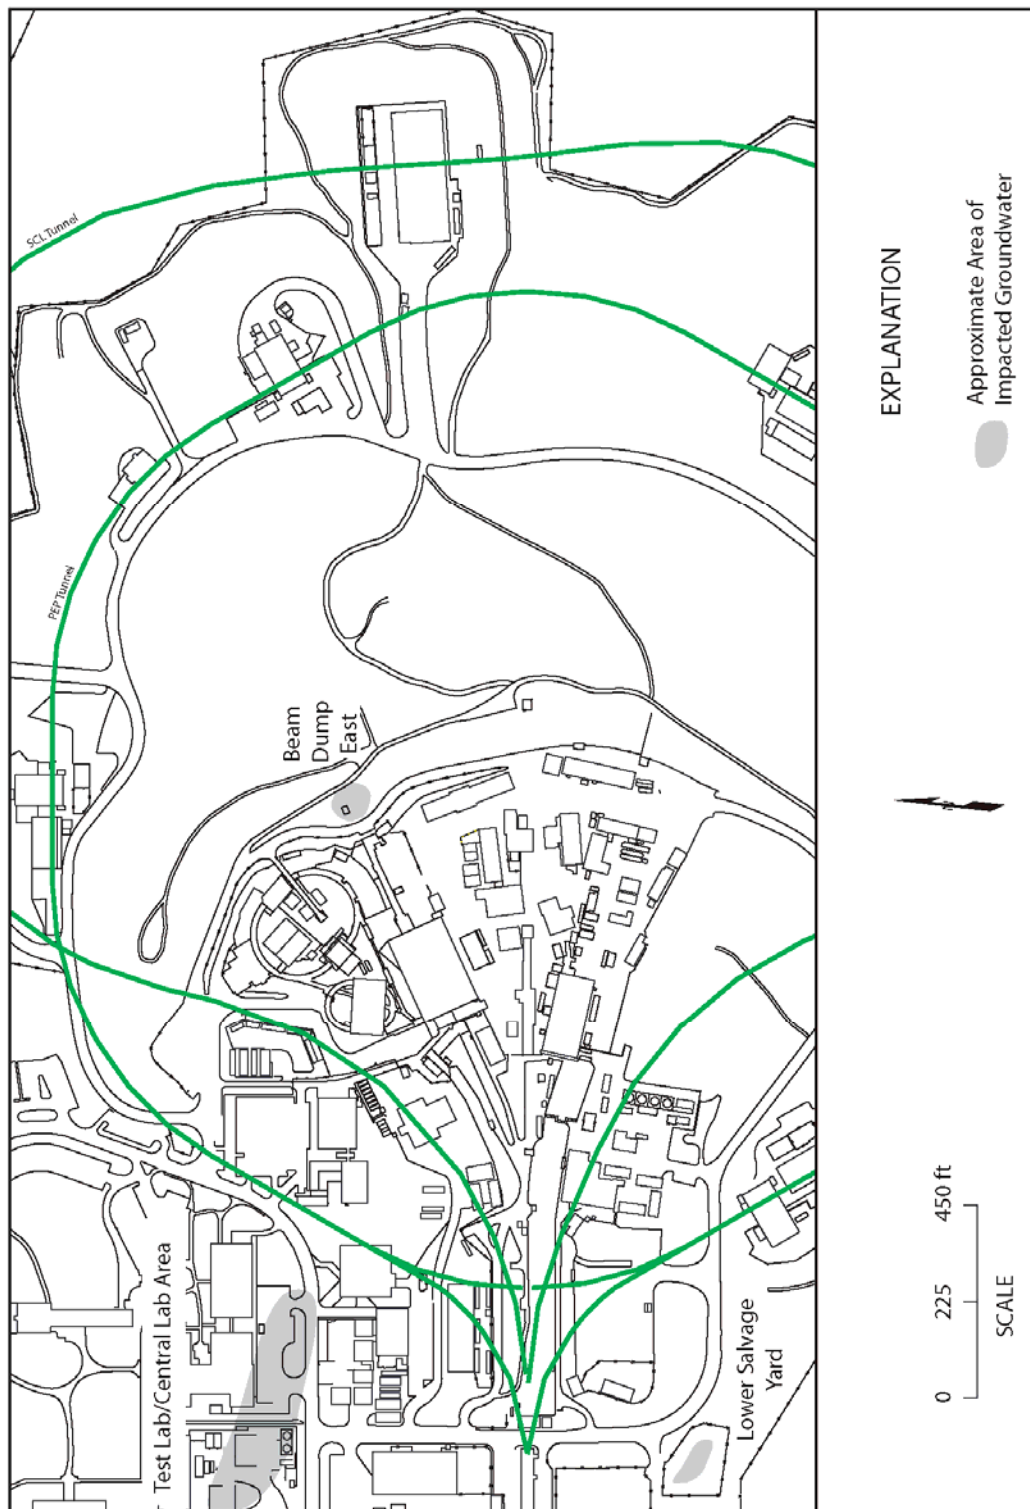 SCL Tunnel
PEP Tunnel
Beam
Dump
East
Test Lab/Central Lab Area
Lower Salvage
Yard
EXPLANATION
Approximate Area of
Impacted Groundwater
0
225
450 ft
SCALE